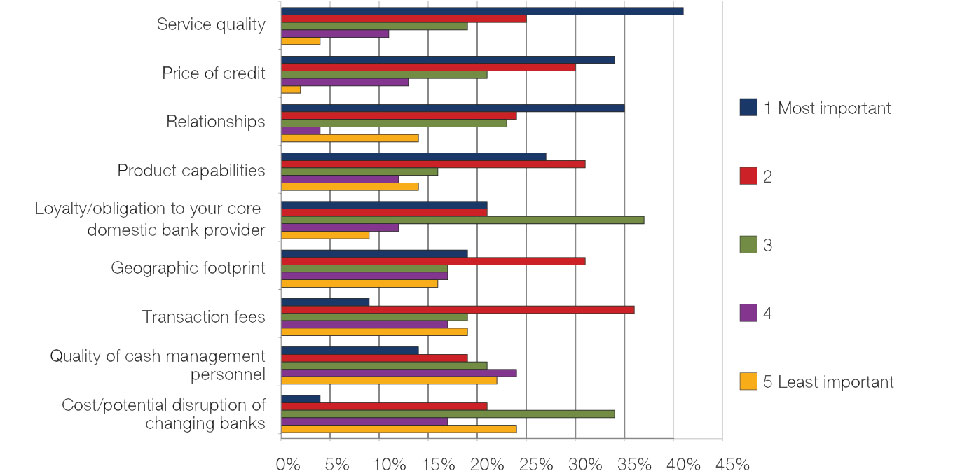 Service quality
Price of credit
Relationships
Product capabilities
Loyalty/obligation to your core
domestic bank provider
Geographic footprint
Transaction fees
Quality of cash management
personnel
Cost/potential disruption of
changing banks
0% 5% 10% 15% 20% 25% 30% 35% 40% 45%
1 Most important
2
3
4
5 Least important